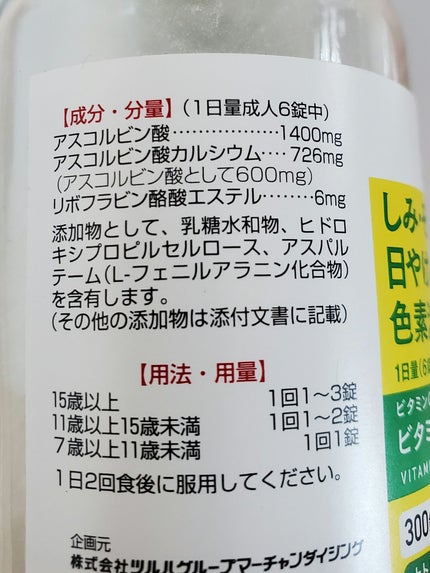 【成分・分量】(1日量成人6錠中)
アスコルビン酸‥‥‥‥‥‥1400mg
アスコルビン酸カルシウム‥‥726mg
(アスコルビン酸として600mg)
リボフラビン酪酸エステル‥‥‥6mg
添加物として、乳糖水和物、ヒドロ
キシプロピルセルロース、アスパル
テーム(L-フェニルアラニン化合物)
を含有します。
(その他の添加物は添付文書に記載)
【用法・用量】
15歳以上 1回1〜3錠
11歳以上15歳未満 1回1〜2錠
7歳以上11歳未満 1回1錠
1日2回食後に服用してください。
企画元
株式会社ツルハグループマーチャンダイジング
しみ・
日やけ
色素
1日量(6
ビタミンC
ビタミ
VITAM
300